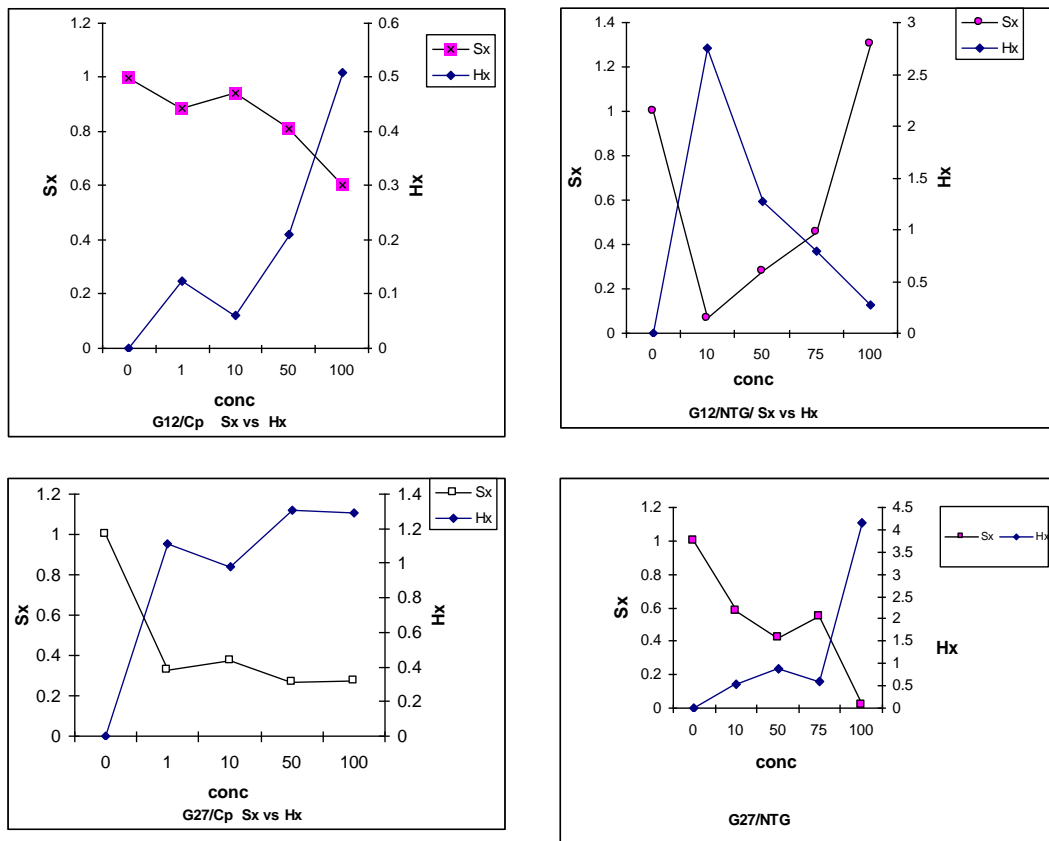 1.2
1
0.8
0.6
0.4
0.2
0
Sx
0.6
0.5
0.4
0.3
0.2
0.1
0
Hx
Sx
Hx
0 1 10 50 100
conc
G12/Cp Sx vs Hx
1.4
1.2
1
0.8
0.6
0.4
0.2
0
Sx
3
2.5
2
1.5
1
0.5
0
Hx
Sx
Hx
0 10 50 75 100
conc
G12/NTG/ Sx vs Hx
1.2
1
0.8
0.6
0.4
0.2
0
Sx
1.4
1.2
1
0.8
0.6
0.4
0.2
0
Hx
Sx
Hx
0 1 10 50 100
conc
G27/Cp Sx vs Hx
1.2
1
0.8
0.6
0.4
0.2
0
Sx
4.5
4
3.5
3
2.5
2
1.5
1
0.5
0
Hx
Sx Hx
0 10 50 75 100
conc
G27/NTG